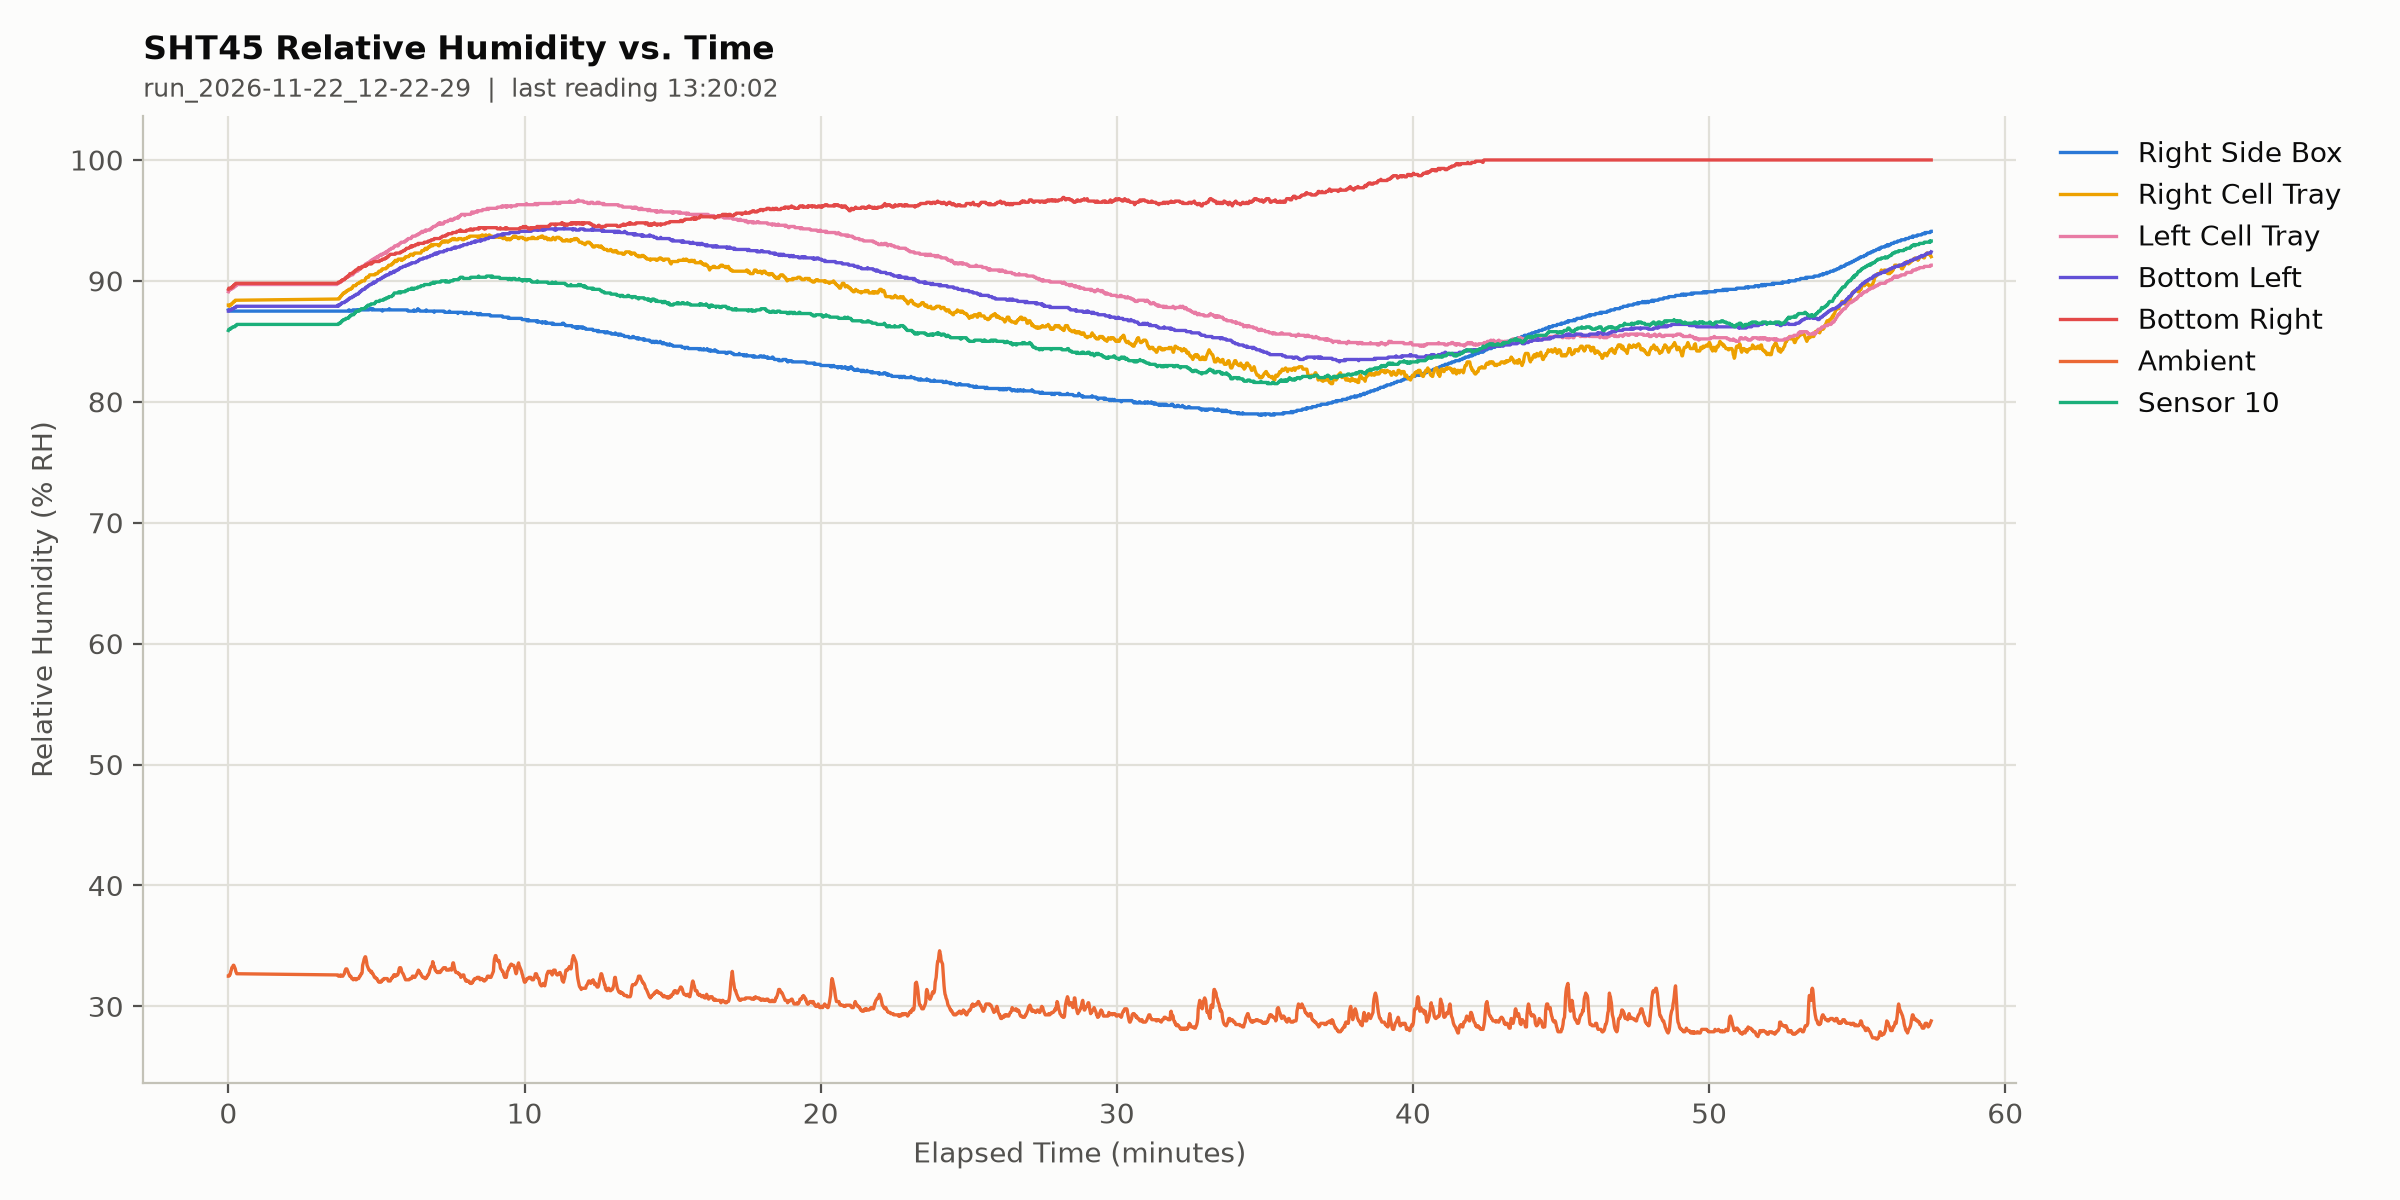 SHT45 Relative Humidity vs. Time
run_2026-11-22_12-22-29  |  last reading 13:20:02
Relative Humidity (% RH)
100
90
80
70
60
50
40
30
0
10
20
30
40
50
60
Elapsed Time (minutes)
Right Side Box
Right Cell Tray
Left Cell Tray
Bottom Left
Bottom Right
Ambient
Sensor 10